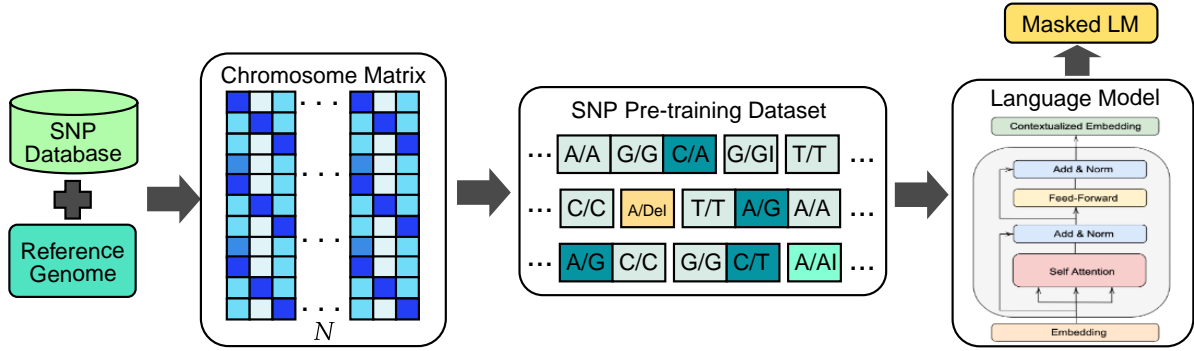 SNP
Database
Reference
Genome
Chromosome Matrix
. . .
. . .
. . .
. . .
N
SNP Pre-training Dataset
... A/A G/G C/A G/GI T/T ...
... C/C A/Del T/T A/G A/A ...
... A/G C/C G/G C/T A/AI ...
Masked LM
Language Model
Contextualized Embedding
Add & Norm
Feed-Forward
Add & Norm
Self Attention
Embedding